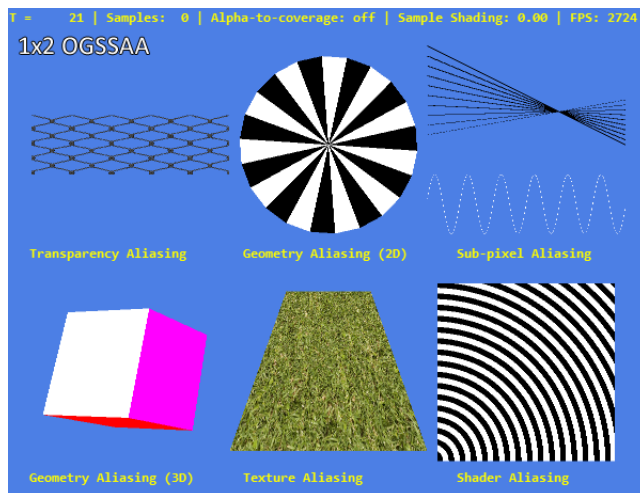 T =     21 | Samples:  0 | Alpha-to-coverage: off | Sample Shading: 0.00 | FPS: 2724
1x2 OGSSAA
Transparency Aliasing
Geometry Aliasing (2D)
Sub-pixel Aliasing
Geometry Aliasing (3D)
Texture Aliasing
Shader Aliasing